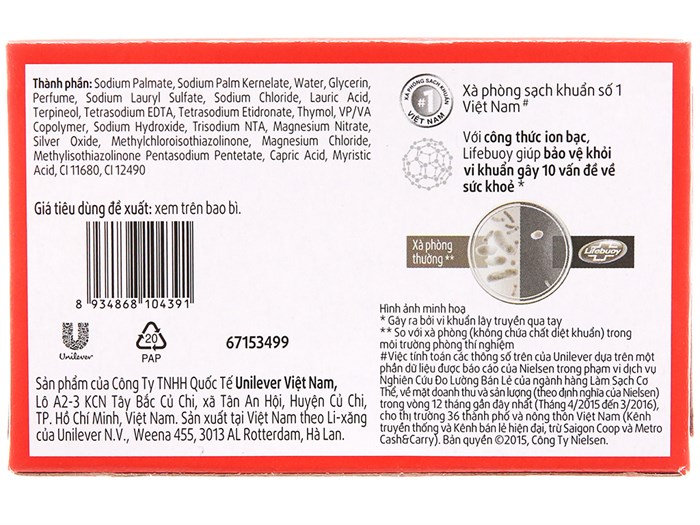 Thành phần: Sodium Palmate, Sodium Palm Kernelate, Water, Glycerin,
Perfume, Sodium Lauryl Sulfate, Sodium Chloride, Lauric Acid,
Terpineol, Tetrasodium EDTA, Tetrasodium Etidronate, Thymol, VP/VA
Copolymer, Sodium Hydroxide, Trisodium NTA, Magnesium Nitrate,
Silver Oxide, Methylchloroisothiazolinone, Magnesium Chloride,
Methylisothiazolinone Pentasodium Pentetate, Capric Acid, Myristic
Acid, CI 11680, CI 12490
Giá tiêu dùng đề xuất: xem trên bao bì.
8 934868 104391
Unilever
20
PAP
67153499
Sản phẩm của Công Ty TNHH Quốc Tế Unilever Việt Nam,
Lô A2-3 KCN Tây Bắc Củ Chi, xã Tân An Hội, Huyện Củ Chi,
TP. Hồ Chí Minh, Việt Nam. Sản xuất tại Việt Nam theo Li-xăng
của Unilever N.V., Weena 455, 3013 AL Rotterdam, Hà Lan.
XÀ PHÒNG SẠCH KHUẨN
#1
VIỆT NAM
Xà phòng sạch khuẩn số 1
Việt Nam#
Với công thức ion bạc,
Lifebuoy giúp bảo vệ khỏi
vi khuẩn gây 10 vấn đề về
sức khoẻ *
Xà phòng
thường **
Lifebuoy
Hình ảnh minh hoạ
* Gây ra bởi vi khuẩn lây truyền qua tay
** So với xà phòng (không chứa chất diệt khuẩn) trong
môi trường phòng thí nghiệm
#Việc tính toán các thông số trên của Unilever dựa trên một
phần dữ liệu được báo cáo của Nielsen trong phạm vi dịch vụ
Nghiên Cứu Đo Lường Bán Lẻ của ngành hàng Làm Sạch Cơ
Thể, về mặt doanh thu và sản lượng (theo định nghĩa của Nielsen)
trong vòng 12 tháng gần đây nhất (Tháng 4/2015 đến 3/2016),
cho thị trường 36 thành phố và nông thôn Việt Nam (Kênh
truyền thống và Kênh bán lẻ hiện đại, trừ Saigon Coop và Metro
Cash&Carry). Bản quyền ©2015, Công Ty Nielsen.